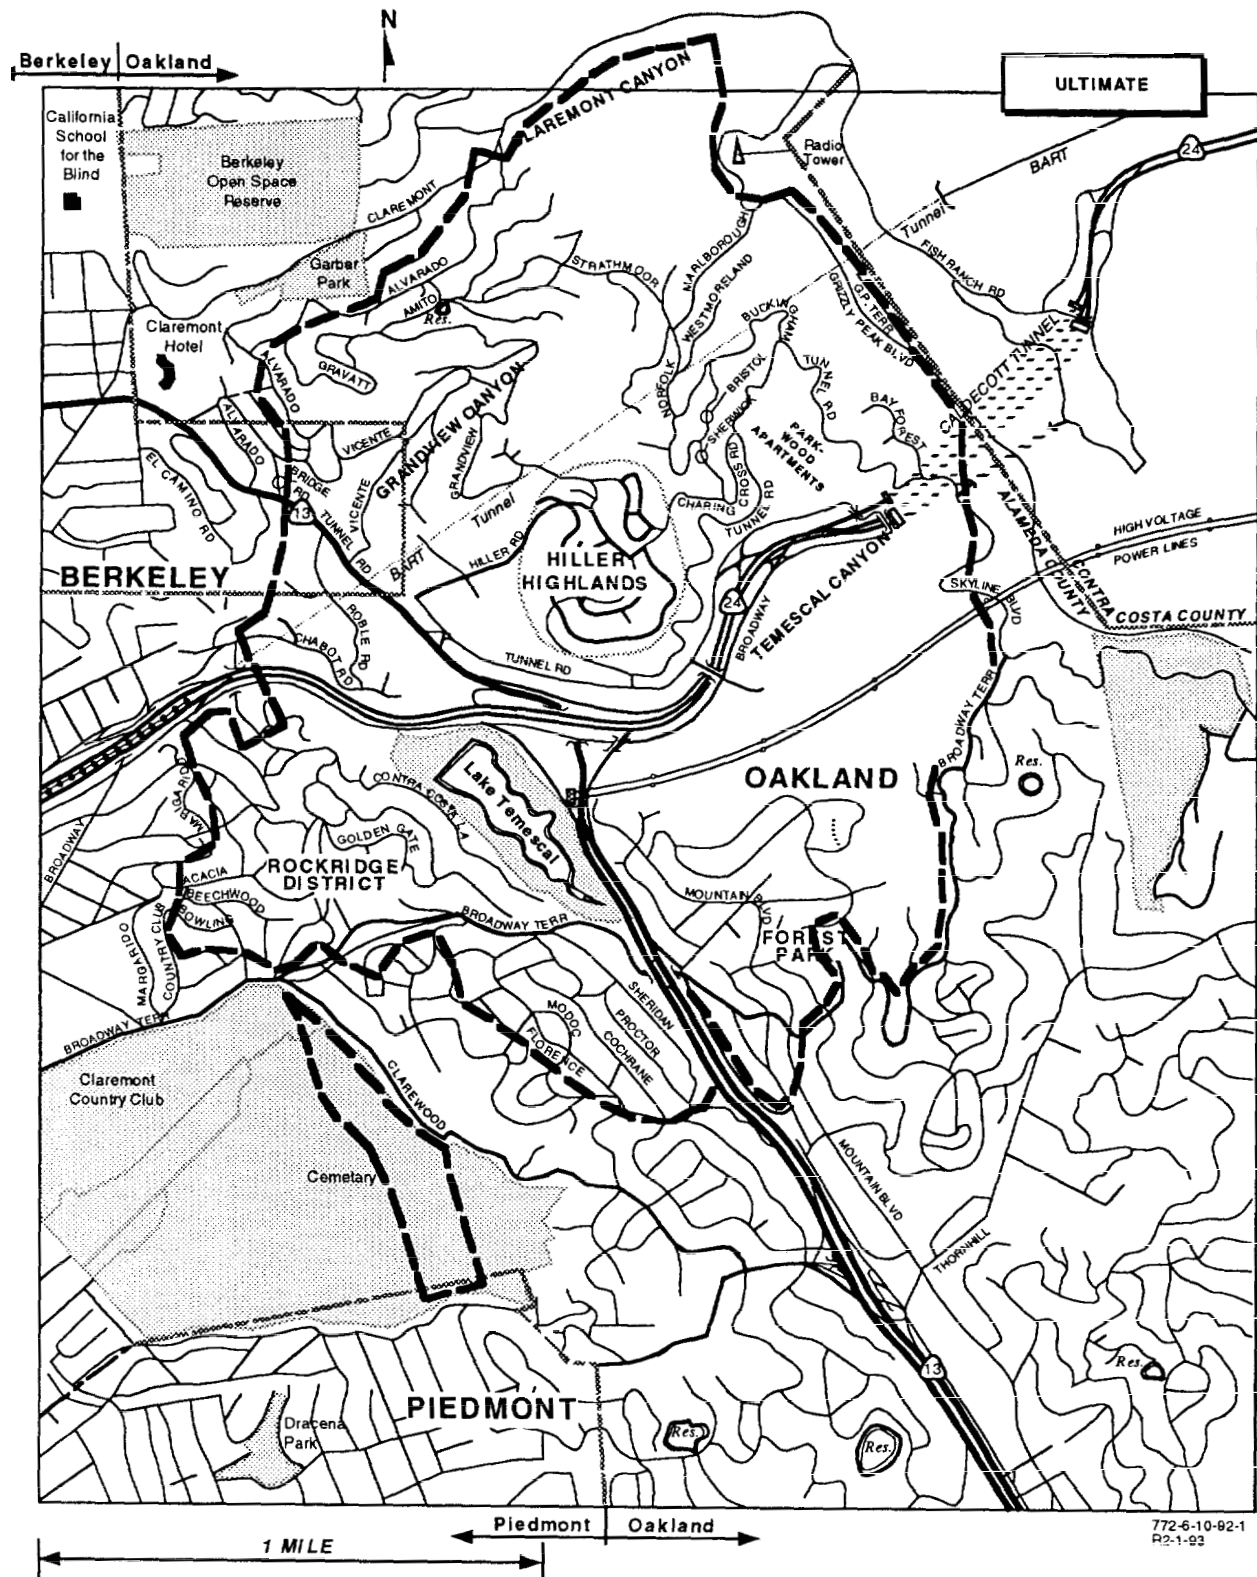 N
Berkeley Oakland
ULTIMATE
California
School
for the
Blind
Berkeley
Open Space
Reserve
CLAREMONT CANYON
Radio
Tower
BART
24
Tunnel
CLAREMONT
Garber
Park
ALVARADO
AMITO
Res.
STRATHMOOR
MARLBOROUGH
WESTMORELAND
FISH RANCH RD
G.P. TERR
GRIZZLY PEAK BLVD
BUCKINGHAM
Claremont
Hotel
ALVARADO
GRAVATT
NORFOLK
BRISTOL
TUNNEL RD
CALDECOTT TUNNEL
GRANDVIEW CANYON
SHERWICK
BAY FOREST
PARK-
WOOD
APARTMENTS
ALVARADO
VICENTE
GRANDVIEW
EL CAMINO RD
BRIDGE
RD
VICENTE
CROSS RD
CHARING
TUNNEL RD
13
TUNNEL
RD
Tunnel
BART
HILLER RD
HILLER
HIGHLANDS
ALAMEDA COUNTY
CONTRA
COSTA COUNTY
HIGH VOLTAGE
POWER LINES
BERKELEY
SKYLINE BLVD
24
BROADWAY
TEMESCAL CANYON
ROBLE RD
CHABOT RD
TUNNEL RD
BROADWAY TERR
MARGARIDO
CONTRA COSTA LA
Lake Temescal
OAKLAND
Res.
GOLDEN GATE
BROADWAY
ROCKRIDGE
DISTRICT
ACACIA
BEECHWOOD
BOWLING
MOUNTAIN BLVD
BROADWAY TERR
FOREST
PARK
MARGARIDO
COUNTRY CLUB
SHERIDAN
PROCTOR
MODOC
COCHRANE
FLORENCE
BROADWAY TERR
CLAREWOOD
Claremont
Country Club
Cemetary
MOUNTAIN BLVD
THORNHILL
13
Res.
PIEDMONT
Dracena
Park
Res.
Res.
Piedmont Oakland
1 MILE
772-6-10-92-1
R2-1-93